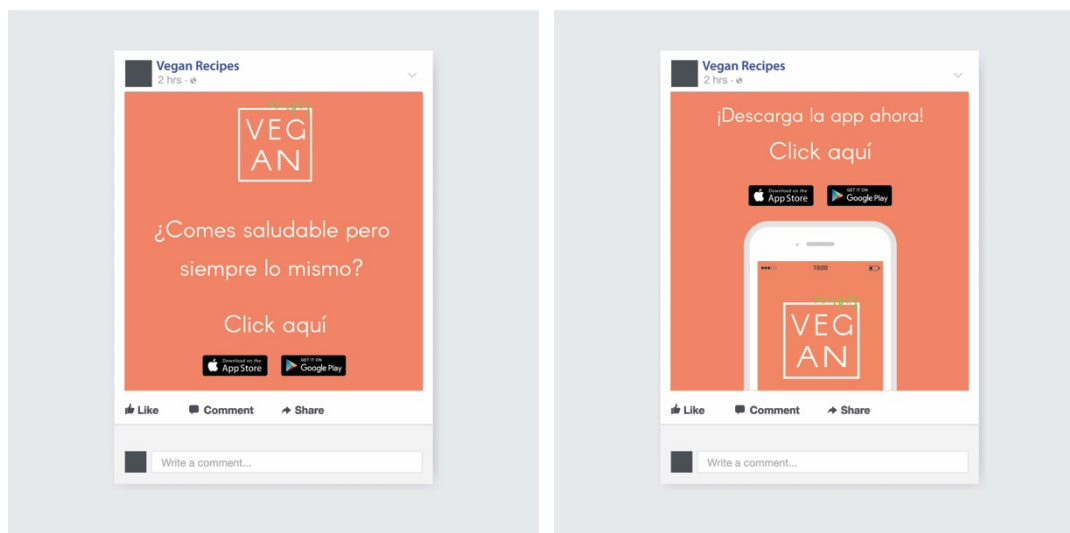 Vegan Recipes
2 hrs
VEG
AN
¿Comes saludable pero
siempre lo mismo?
Click aquí
Download on the
App Store
GET IT ON
Google Play
Like Comment Share
Write a comment...
Vegan Recipes
2 hrs
¡Descarga la app ahora!
Click aquí
Download on the
App Store
GET IT ON
Google Play
10:00
VEG
AN
Like Comment Share
Write a comment...